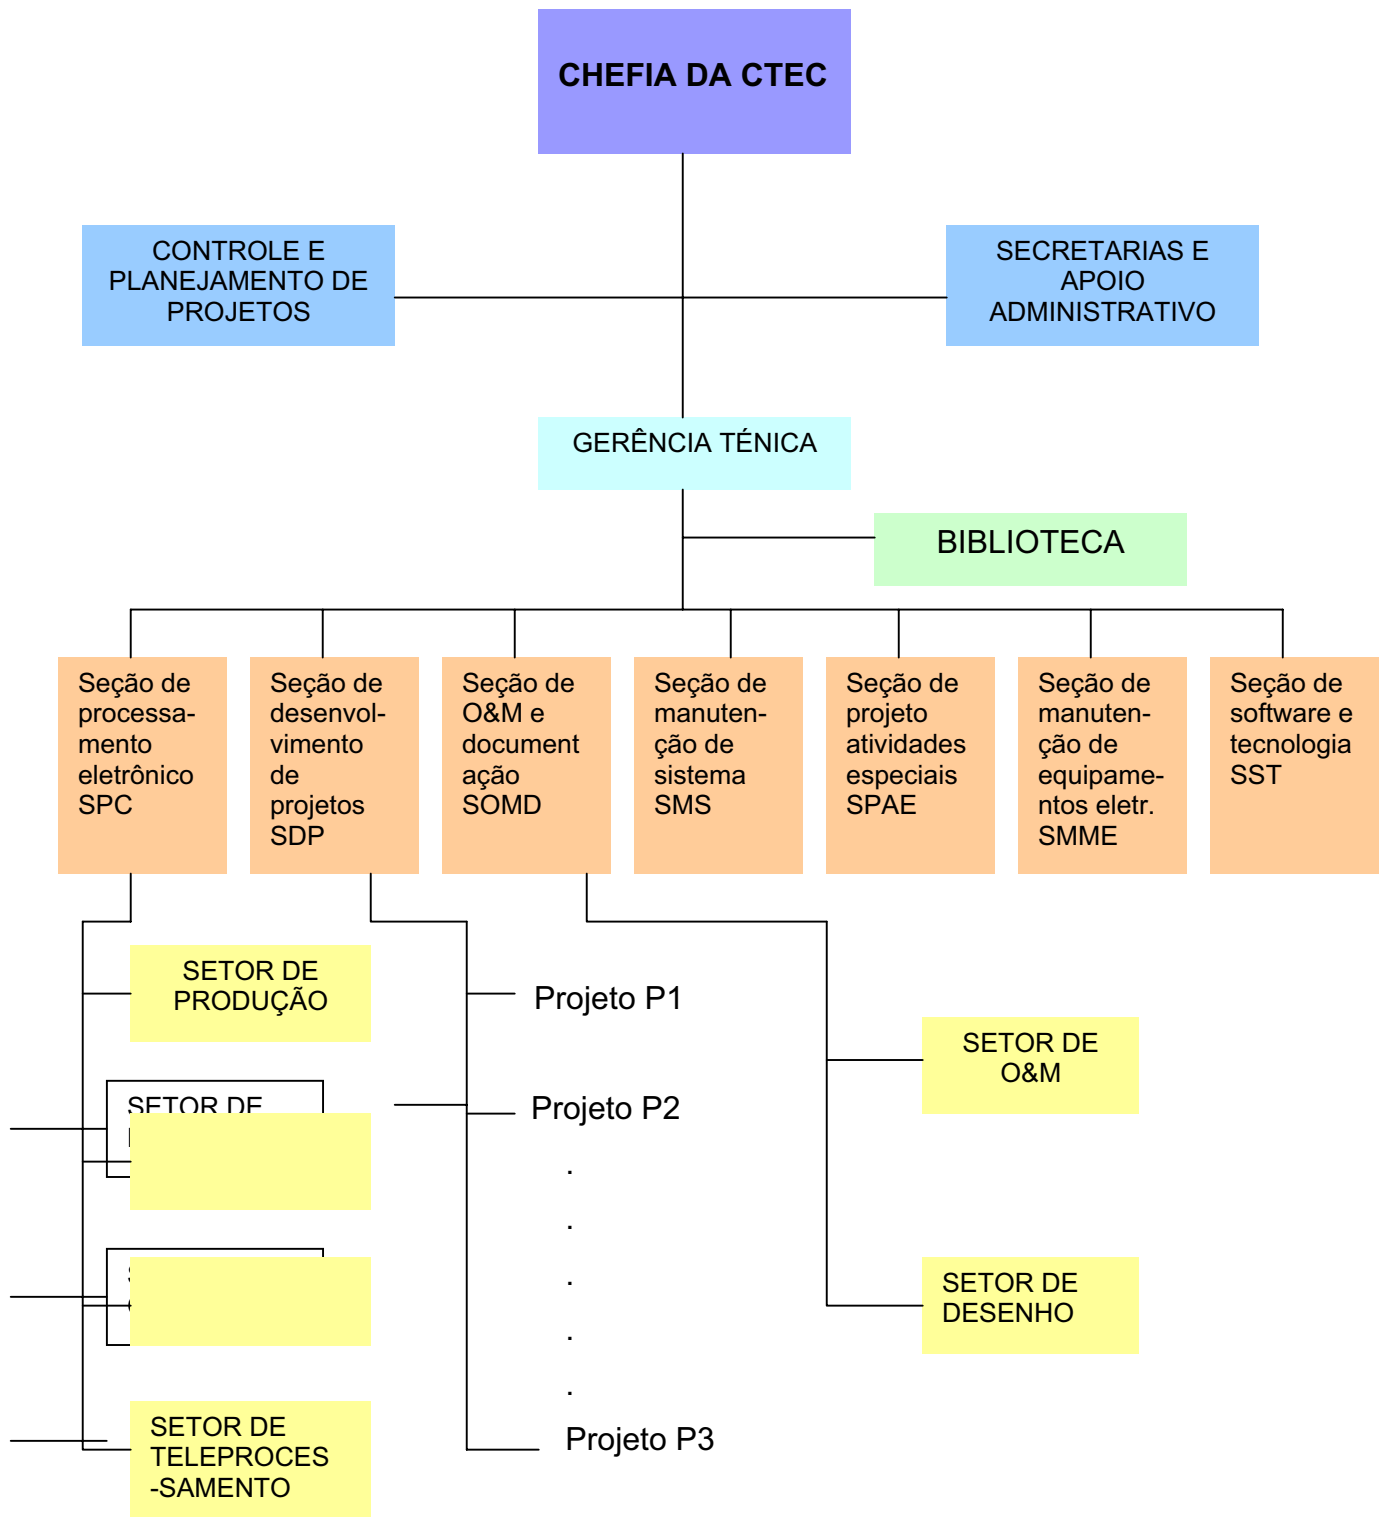 CHEFIA DA CTEC
CONTROLE E
PLANEJAMENTO DE
PROJETOS
SECRETARIAS E
APOIO
ADMINISTRATIVO
GERÊNCIA TÉNICA
BIBLIOTECA
Seção de
processa-
mento
eletrônico
SPC
Seção de
desenvol-
vimento
de
projetos
SDP
Seção de
O&M e
document
ação
SOMD
Seção de
manuten-
ção de
sistema
SMS
Seção de
projeto
atividades
especiais
SPAE
Seção de
manuten-
ção de
equipame-
ntos eletr.
SMME
Seção de
software e
tecnologia
SST
SETOR DE
PRODUÇÃO
SETOR DE
SETOR DE
TELEPROCES
-SAMENTO
Projeto P1
Projeto P2
.
.
.
.
.
Projeto P3
SETOR DE
O&M
SETOR DE
DESENHO